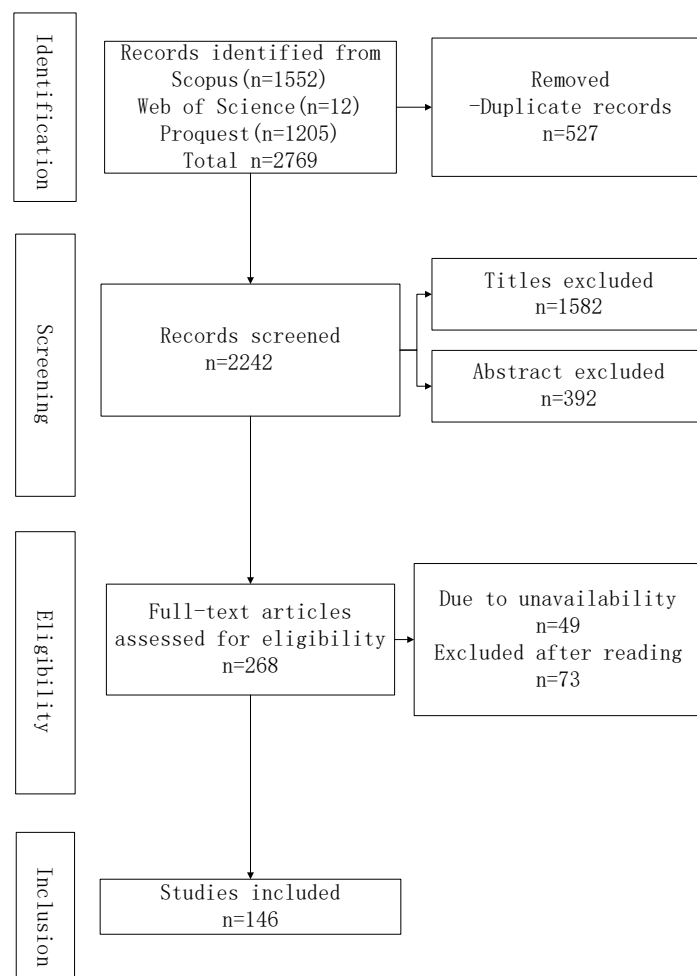 Identification
Records identified from
Scopus(n=1552)
Web of Science(n=12)
Proquest(n=1205)
Total n=2769
Removed
-Duplicate records
n=527
Screening
Records screened
n=2242
Titles excluded
n=1582
Abstract excluded
n=392
Eligibility
Full-text articles
assessed for eligibility
n=268
Due to unavailability
n=49
Excluded after reading
n=73
Inclusion
Studies included
n=146